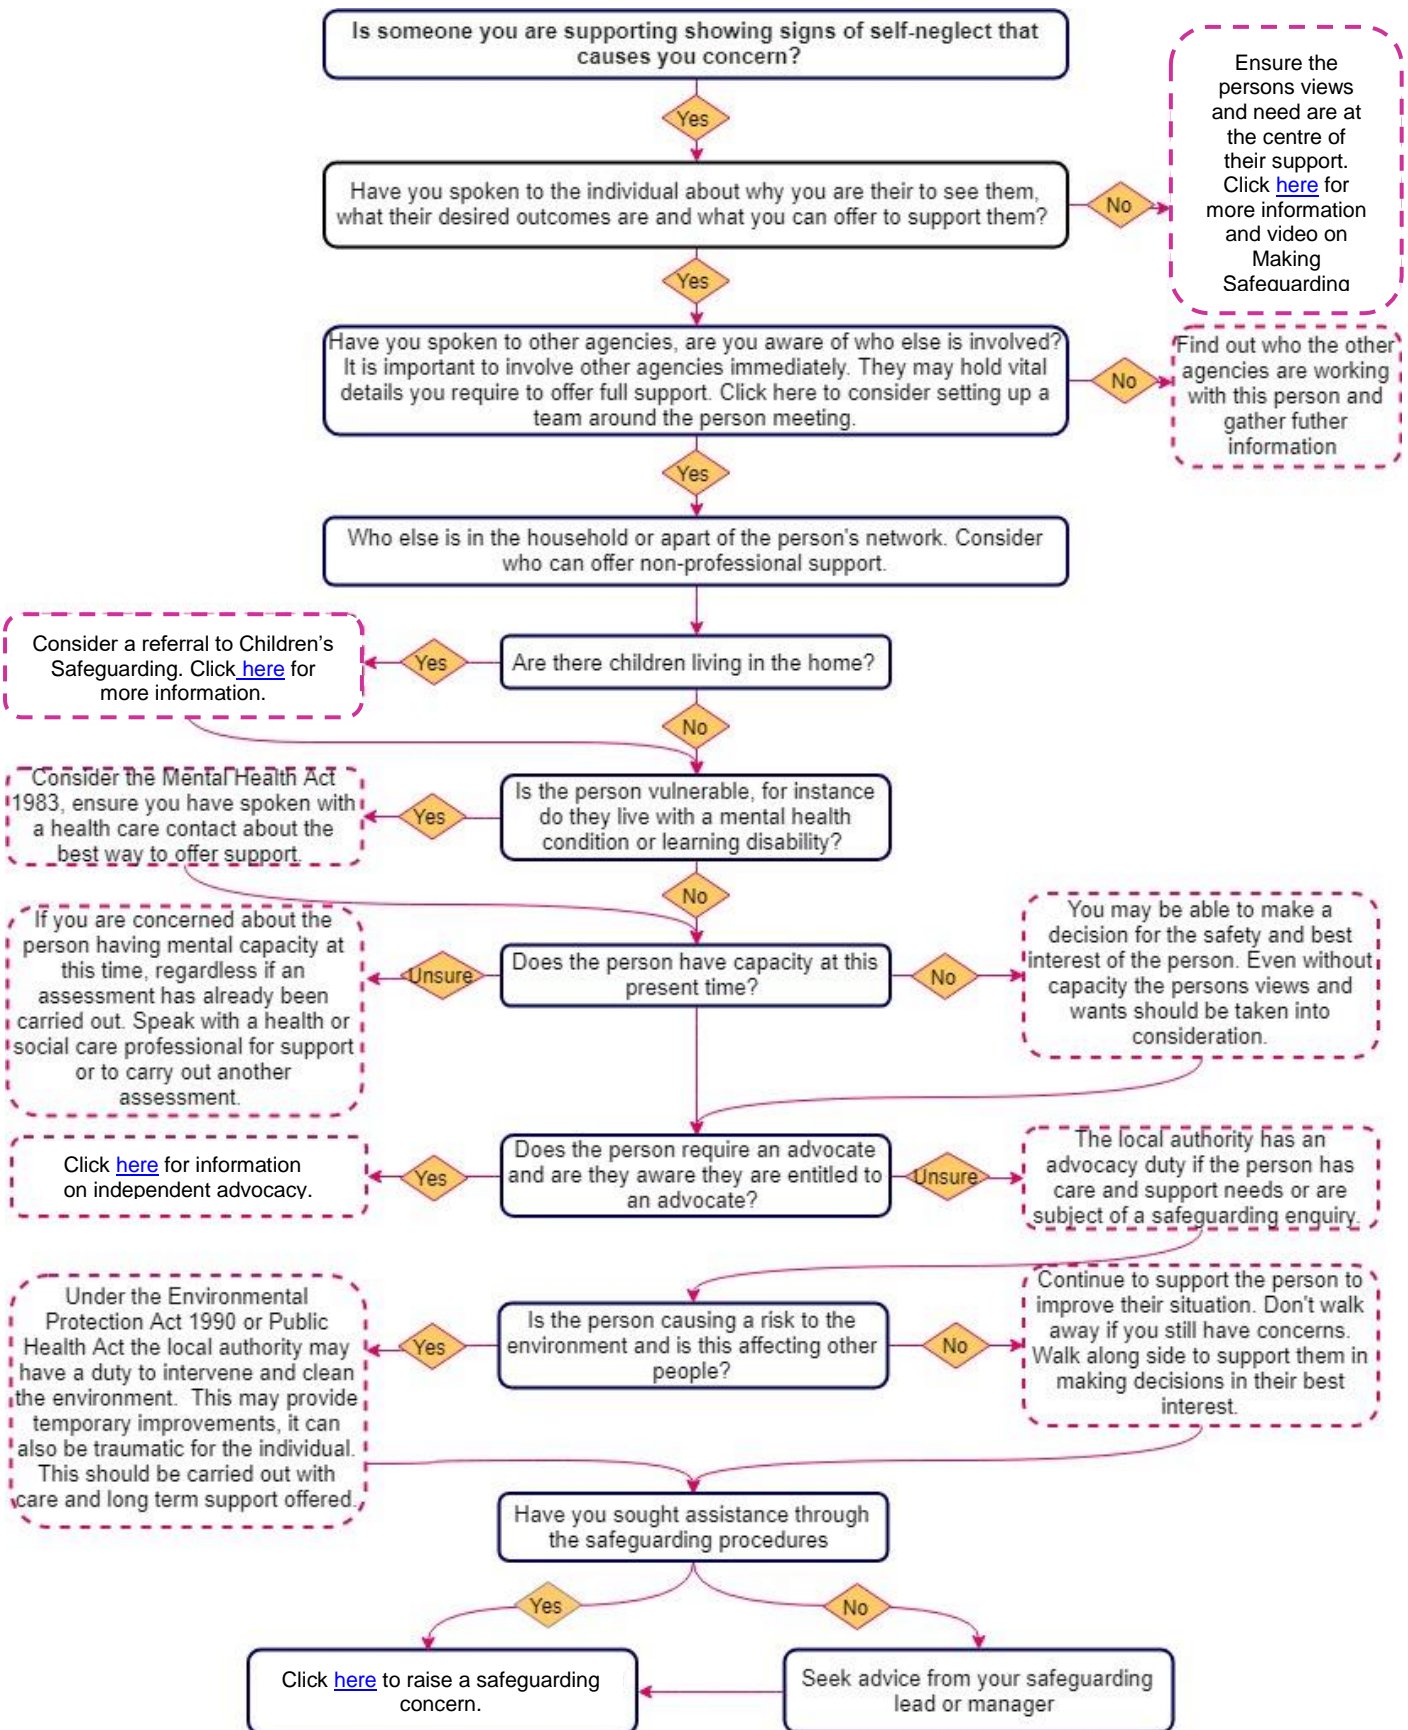 Is someone you are supporting showing signs of self-neglect that
causes you concern?
Yes
Ensure the
persons views
and need are at
the centre of
their support.
Click here for
more information
and video on
Making
Safeguarding
Have you spoken to the individual about why you are their to see them,
what their desired outcomes are and what you can offer to support them?
No
Yes
Have you spoken to other agencies, are you aware of who else is involved?
It is important to involve other agencies immediately. They may hold vital
details you require to offer full support. Click here to consider setting up a
team around the person meeting.
No
Find out who the other
agencies are working
with this person and
gather futher
information
Yes
Who else is in the household or apart of the person's network. Consider
who can offer non-professional support.
Are there children living in the home?
Yes
Consider a referral to Children's
Safeguarding. Click here for
more information.
No
Is the person vulnerable, for instance
do they live with a mental health
condition or learning disability?
Yes
Consider the Mental Health Act
1983, ensure you have spoken with
a health care contact about the
best way to offer support.
No
Does the person have capacity at this
present time?
Unsure
If you are concerned about the
person having mental capacity at
this time, regardless if an
assessment has already been
carried out. Speak with a health or
social care professional for support
or to carry out another
assessment.
No
You may be able to make a
decision for the safety and best
interest of the person. Even without
capacity the persons views and
wants should be taken into
consideration.
Does the person require an advocate
and are they aware they are entitled to
an advocate?
Yes
Click here for information
on independent advocacy.
Unsure
The local authority has an
advocacy duty if the person has
care and support needs or are
subject of a safeguarding enquiry.
Is the person causing a risk to the
environment and is this affecting other
people?
Yes
Under the Environmental
Protection Act 1990 or Public
Health Act the local authority may
have a duty to intervene and clean
the environment. This may provide
temporary improvements, it can
also be traumatic for the individual.
This should be carried out with
care and long term support offered.
No
Continue to support the person to
improve their situation. Don't walk
away if you still have concerns.
Walk along side to support them in
making decisions in their best
interest.
Have you sought assistance through
the safeguarding procedures
Yes
No
Click here to raise a safeguarding
concern.
Seek advice from your safeguarding
lead or manager